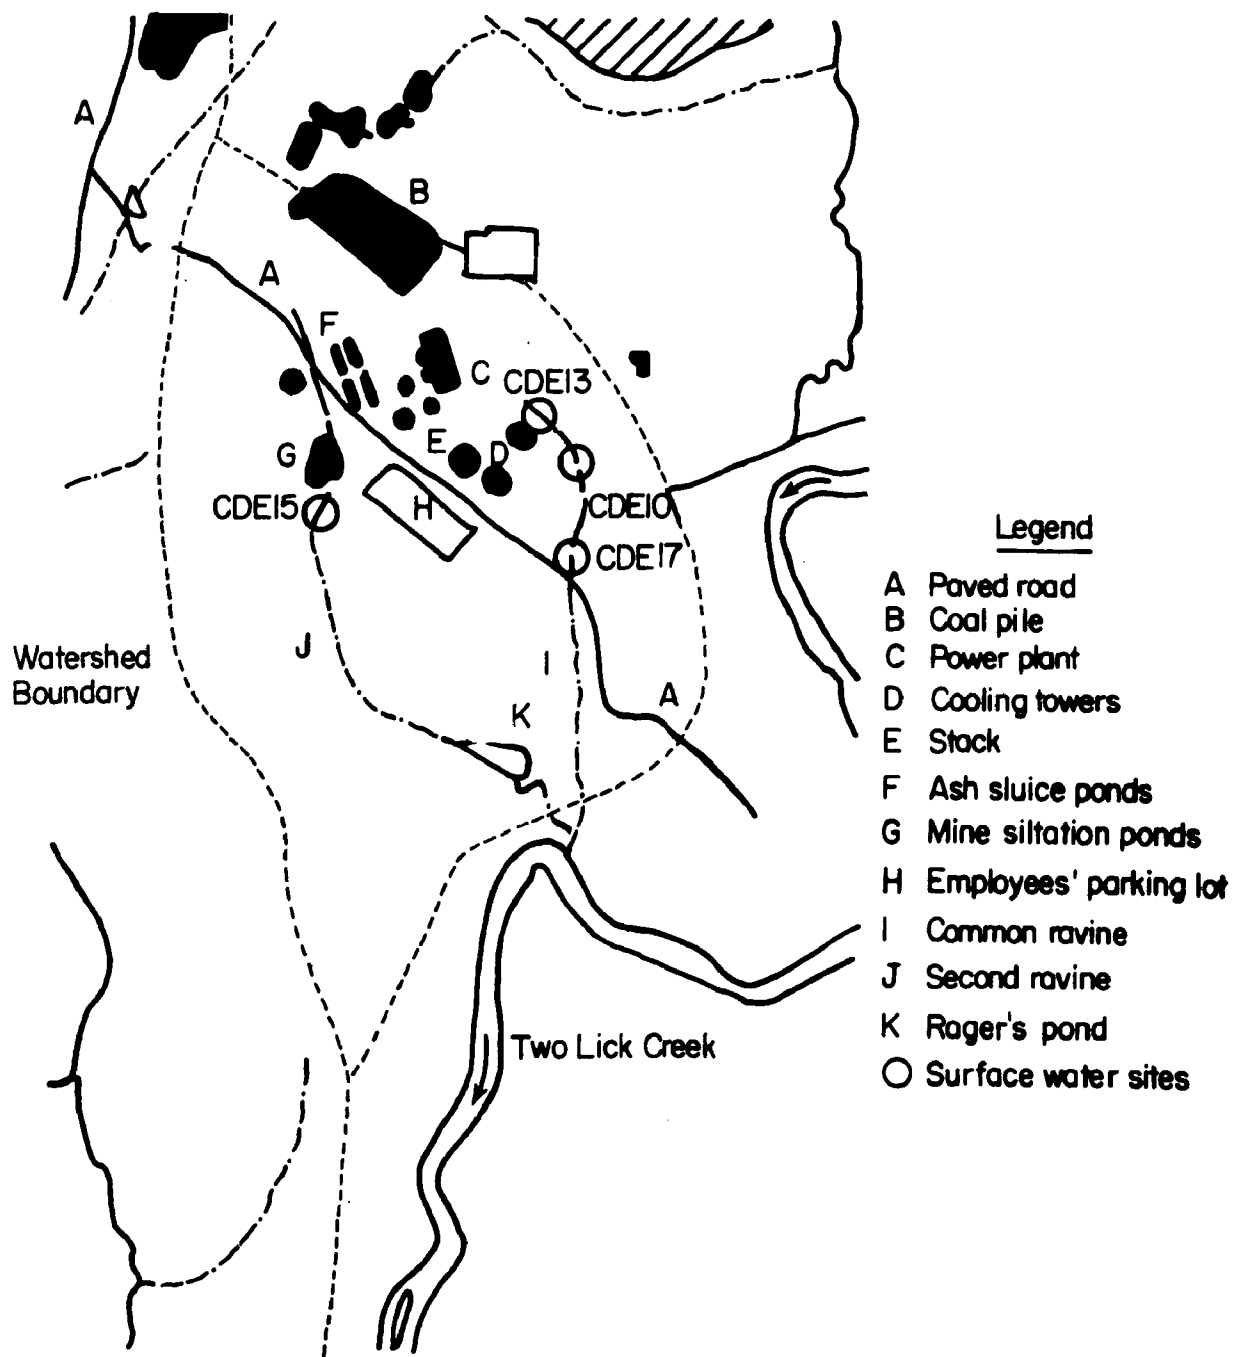 A
B
A
F
C
CDE13
E
D
G
CDE15
H
CDE10
CDE17
Watershed
Boundary
J
I
A
K
Two Lick Creek
Legend
A Paved road
B Coal pile
C Power plant
D Cooling towers
E Stack
F Ash sluice ponds
G Mine siltation ponds
H Employees' parking lot
I Common ravine
J Second ravine
K Rager's pond
Surface water sites